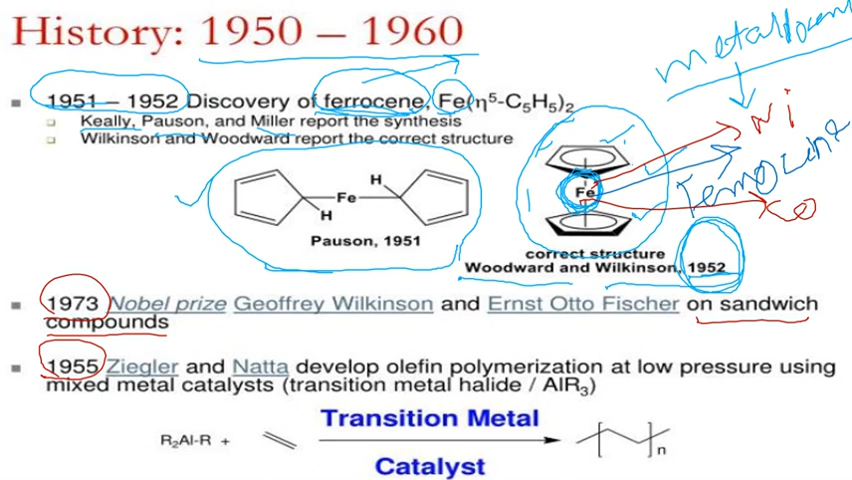 History: 1950 – 1960
metallocene
1951 – 1952 Discovery of ferrocene, Fe(η⁵-C₅H₅)₂
Keally, Pauson, and Miller report the synthesis
Wilkinson and Woodward report the correct structure
Ni
Ferrocene
Co
H
Fe
H
Pauson, 1951
Fe
correct structure
Woodward and Wilkinson, 1952
1973 Nobel prize Geoffrey Wilkinson and Ernst Otto Fischer on sandwich
compounds
1955 Ziegler and Natta develop olefin polymerization at low pressure using
mixed metal catalysts (transition metal halide / AlR₃)
Transition Metal
R₂Al-R +
n
Catalyst